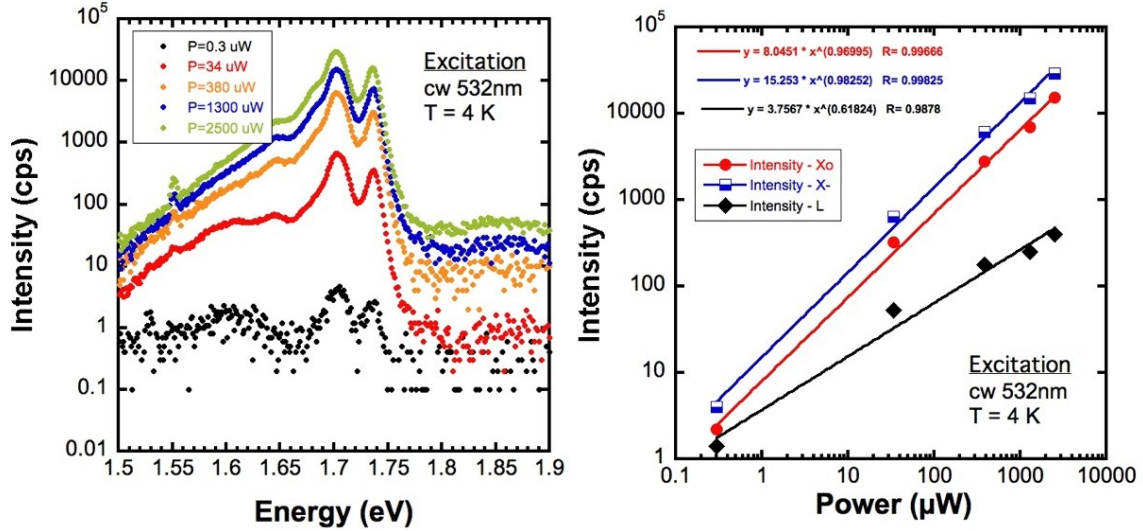 10^5
10000
1000
100
10
1
0.1
0.01
Intensity (cps)
P=0.3 uW
P=34 uW
P=380 uW
P=1300 uW
P=2500 uW
Excitation
cw 532nm
T = 4 K
1.5 1.55 1.6 1.65 1.7 1.75 1.8 1.85 1.9
Energy (eV)
10^5
10000
1000
100
10
1
Intensity (cps)
y = 8.0451 * x^(0.96995) R= 0.99666
y = 15.253 * x^(0.98252) R= 0.99825
y = 3.7567 * x^(0.61824) R= 0.9878
Intensity - Xo
Intensity - X-
Intensity - L
Excitation
cw 532nm
T = 4 K
0.1 1 10 100 1000 10000
Power (µW)